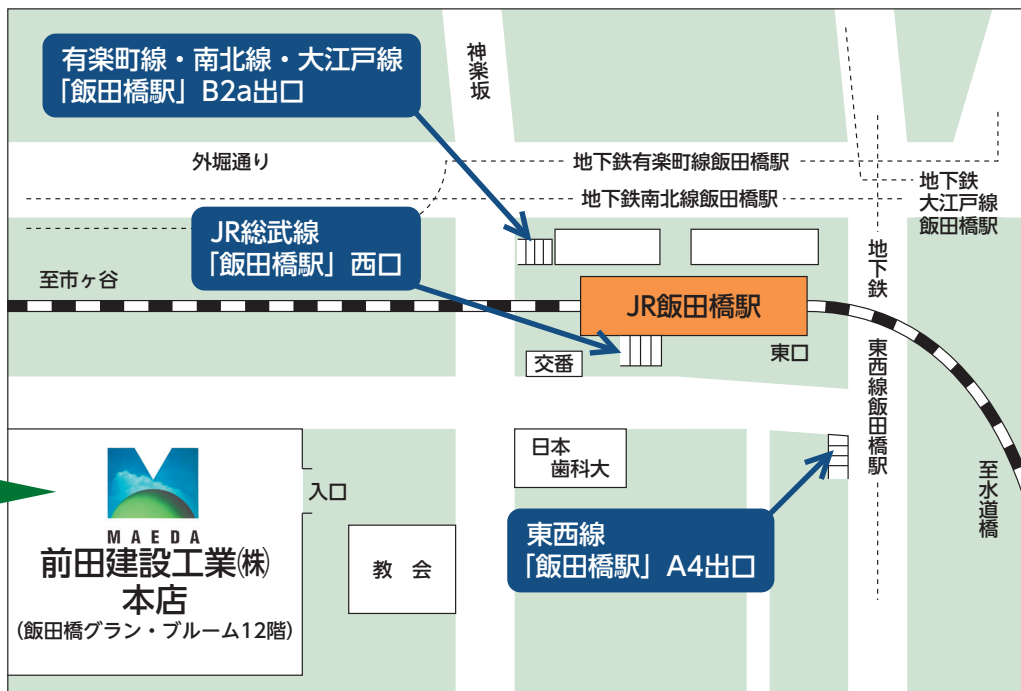 有楽町線・南北線・大江戸線
「飯田橋駅」B2a出口
神楽坂
外堀通り
地下鉄有楽町線飯田橋駅
地下鉄南北線飯田橋駅
地下鉄
大江戸線
飯田橋駅
JR総武線
「飯田橋駅」西口
至市ヶ谷
JR飯田橋駅
東口
交番
地下鉄 東西線飯田橋駅
至水道橋
日本
歯科大
入口
MAEDA
前田建設工業㈱
本店
(飯田橋グラン・ブルーム12階)
教 会
東西線
「飯田橋駅」A4出口